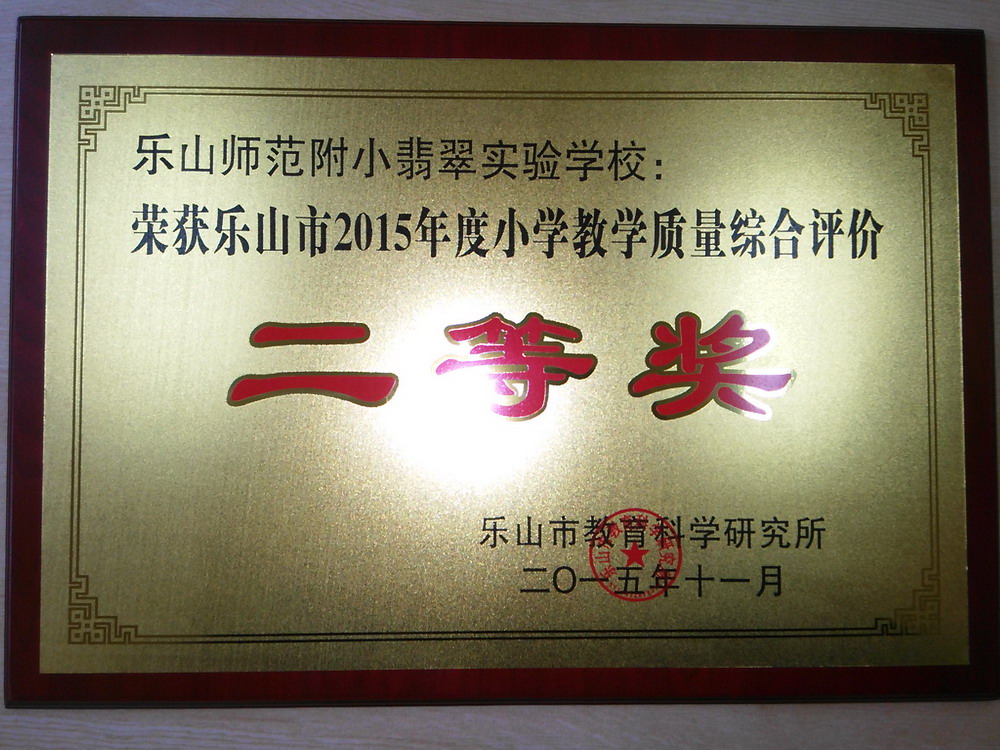 乐山师范附小翡翠实验学校：
荣获乐山市2015年度小学教学质量综合评价
二等奖
乐山市教育科学研究所
二〇一五年十一月